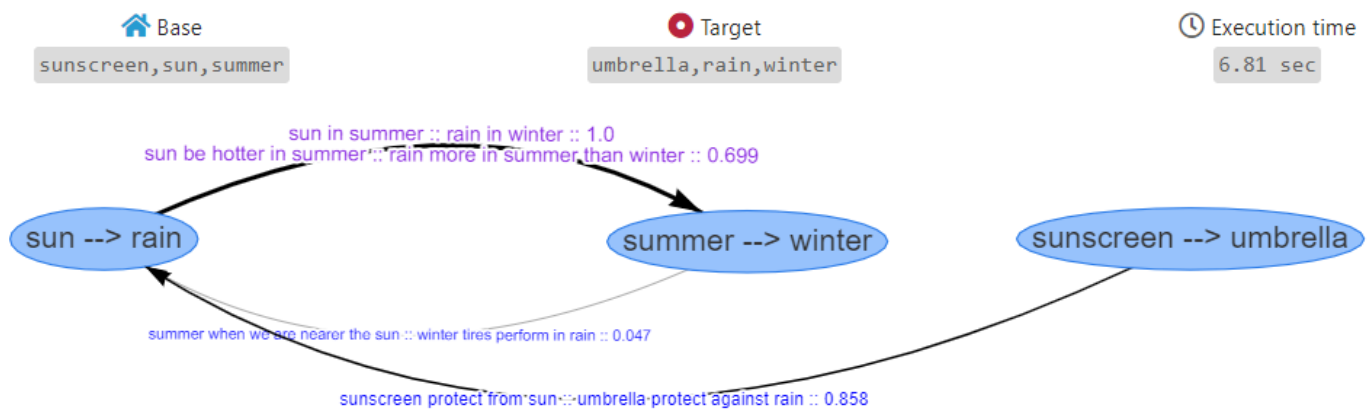 Base
Target
Execution time
sunscreen,sun,summer
umbrella,rain,winter
6.81 sec
sun in summer :: rain in winter :: 1.0
sun be hotter in summer :: rain more in summer than winter :: 0.699
sun --> rain
summer --> winter
sunscreen --> umbrella
summer when we are nearer the sun :: winter tires perform in rain :: 0.047
sunscreen protect from sun :: umbrella protect against rain :: 0.858